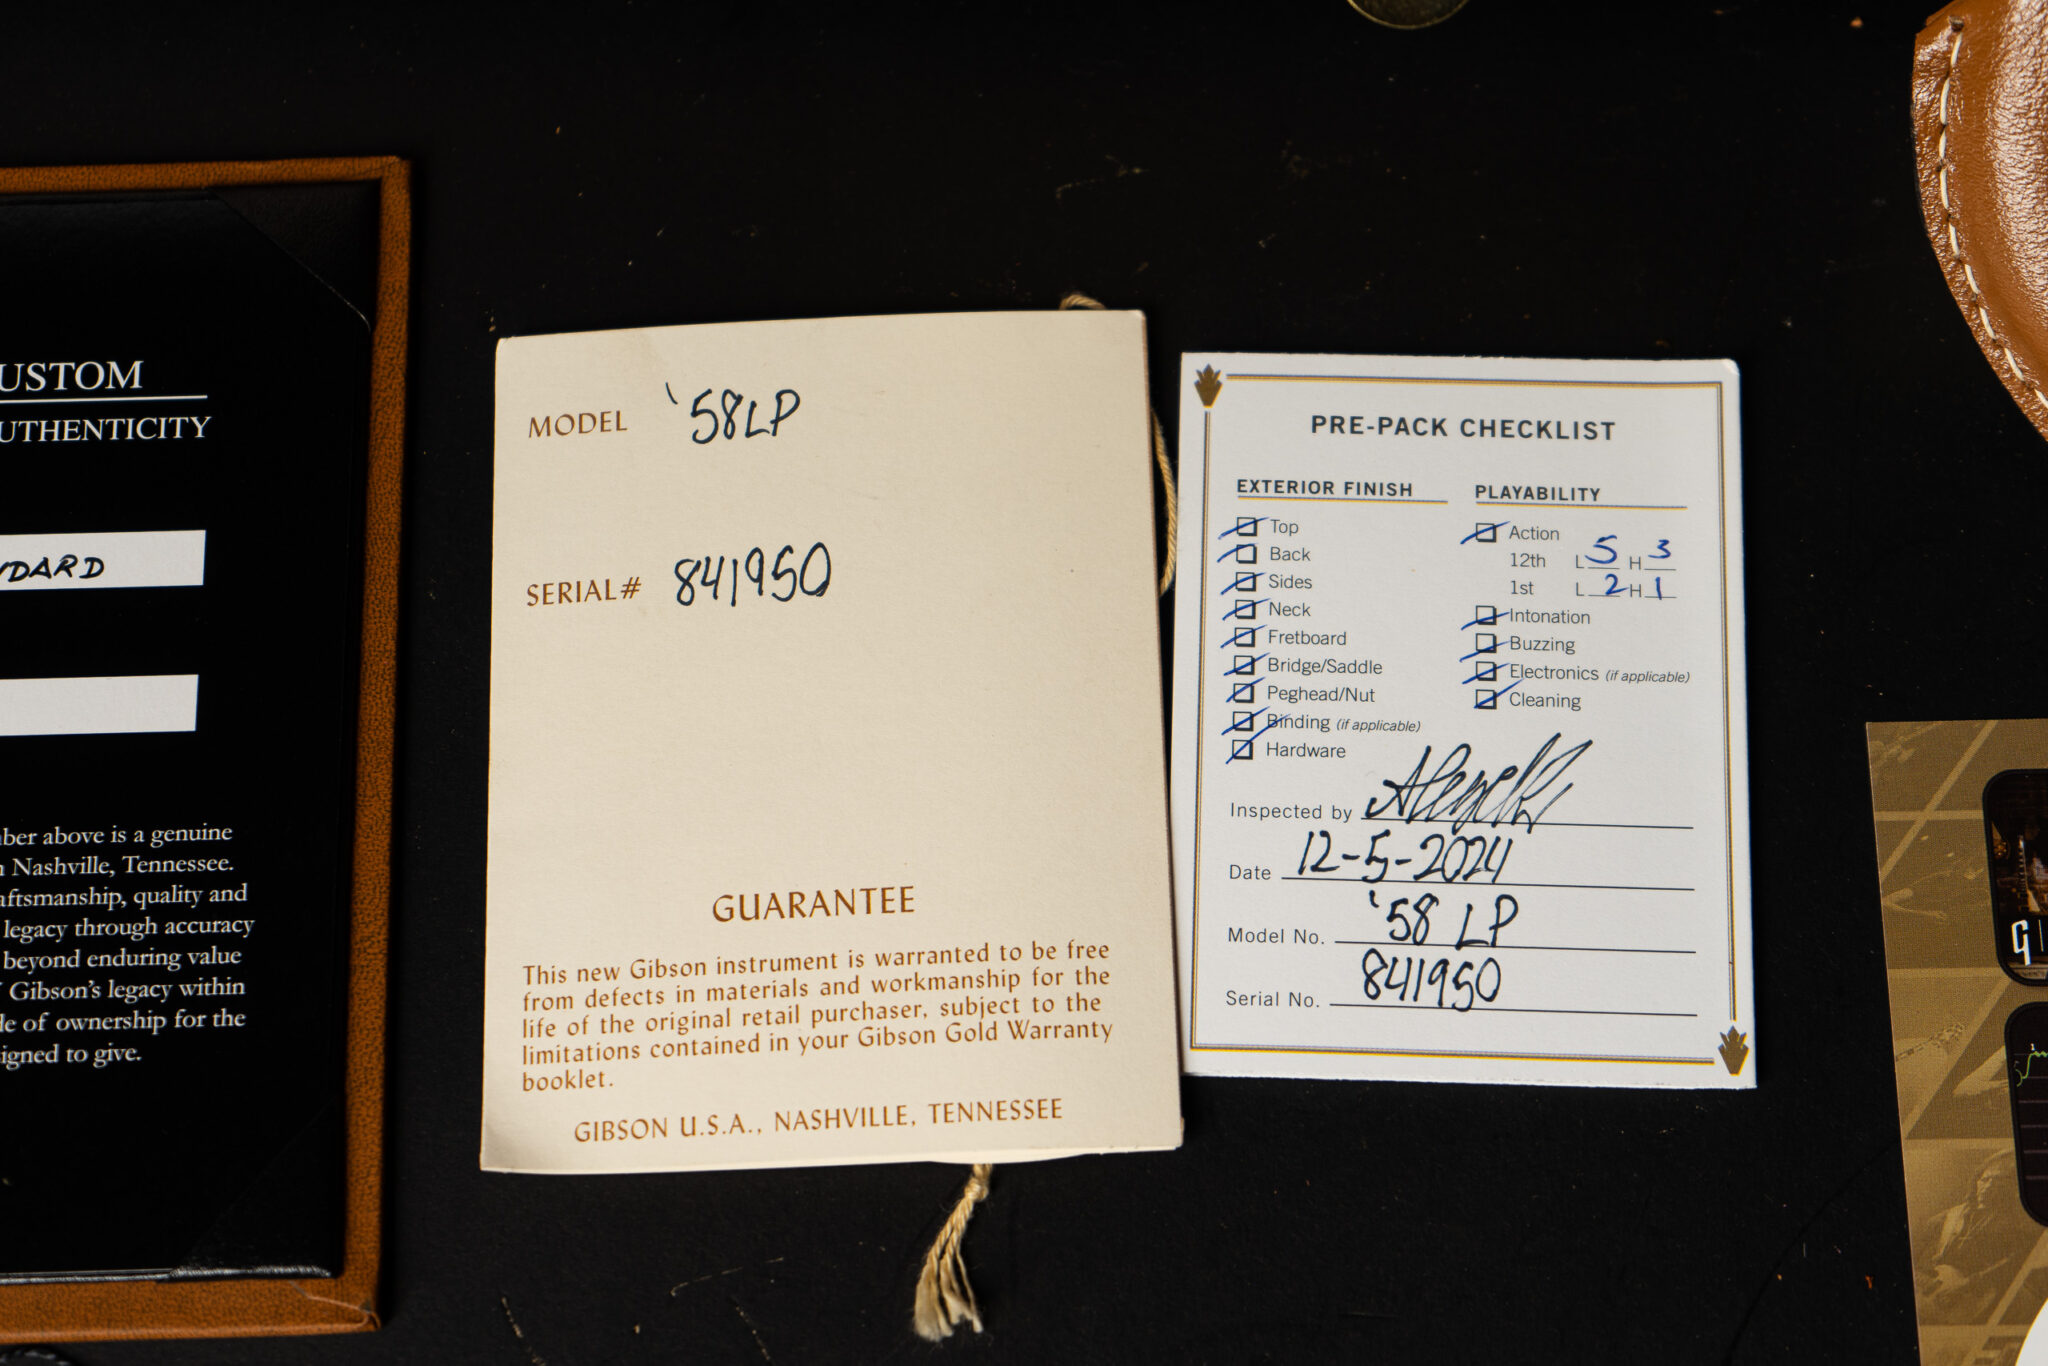 USTOM
UTHENTICITY
NDARD
ber above is a genuine
n Nashville, Tennessee.
aftsmanship, quality and
legacy through accuracy
beyond enduring value
Gibson's legacy within
le of ownership for the
igned to give.
MODEL '58LP
SERIAL# 841950
GUARANTEE
This new Gibson instrument is warranted to be free
from defects in materials and workmanship for the
life of the original retail purchaser, subject to the
limitations contained in your Gibson Gold Warranty
booklet.
GIBSON U.S.A., NASHVILLE, TENNESSEE
PRE-PACK CHECKLIST
EXTERIOR FINISH
Top
Back
Sides
Neck
Fretboard
Bridge/Saddle
Peghead/Nut
Binding (if applicable)
Hardware
PLAYABILITY
Action
12th L 5 H 3
1st L 2 H 1
Intonation
Buzzing
Electronics (if applicable)
Cleaning
Inspected by
Date 12-5-2024
Model No. '58 LP
Serial No. 841950
G